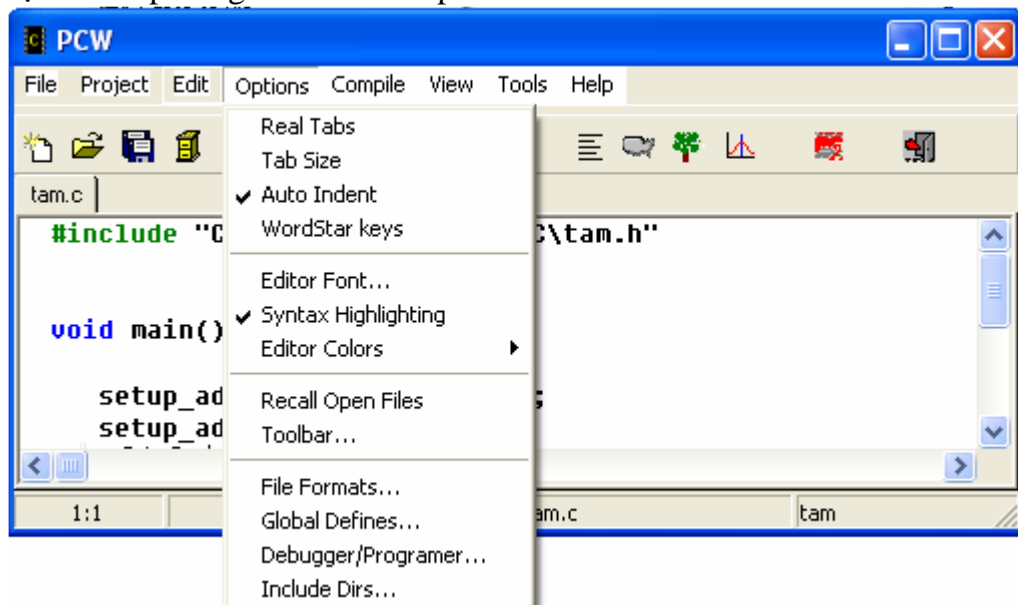 PCW
File Project Edit Options Compile View Tools Help
Real Tabs
Tab Size
tam.c
Auto Indent
#include "C \tam.h"
WordStar keys
Editor Font...
void main()
Syntax Highlighting
Editor Colors
setup_ad ;
Recall Open Files
setup_ad
Toolbar...
File Formats...
1:1 am.c tam
Global Defines...
Debugger/Programer...
Include Dirs...